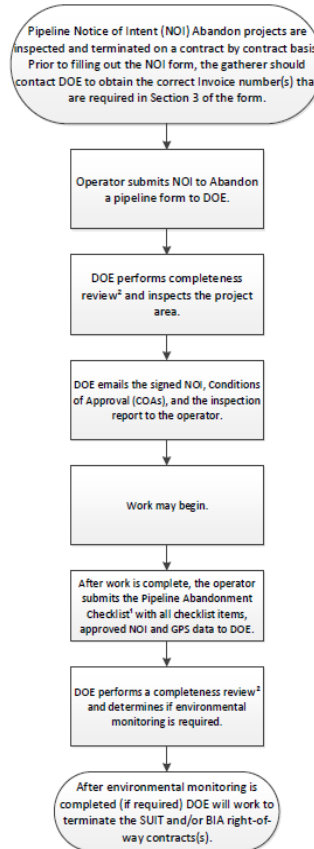 Pipeline Notice of Intent (NOI) Abandon projects are
inspected and terminated on a contract by contract basis
Prior to filling out the NOI form, the gatherer should
contact DOE to obtain the correct Invoice number(s) tha
are required in Section 3 of the form.
Operator submits NOI to Abandon
a pipeline form to DOE.
DOE performs completeness
review² and inspects the project
area.
DOE emails the signed NOI, Conditions
of Approval (COAs), and the inspection
report to the operator.
Work may begin.
After work is complete, the operator
submits the Pipeline Abandonment
Checklist¹ with all checklist items,
approved NOI and GPS data to DOE.
DOE performs a completeness review²
and determines if environmental
monitoring is required.
After environmental monitoring is
completed (if required) DOE will work to
terminate the SUIT and/or BIA right-of-
way contracts(s).